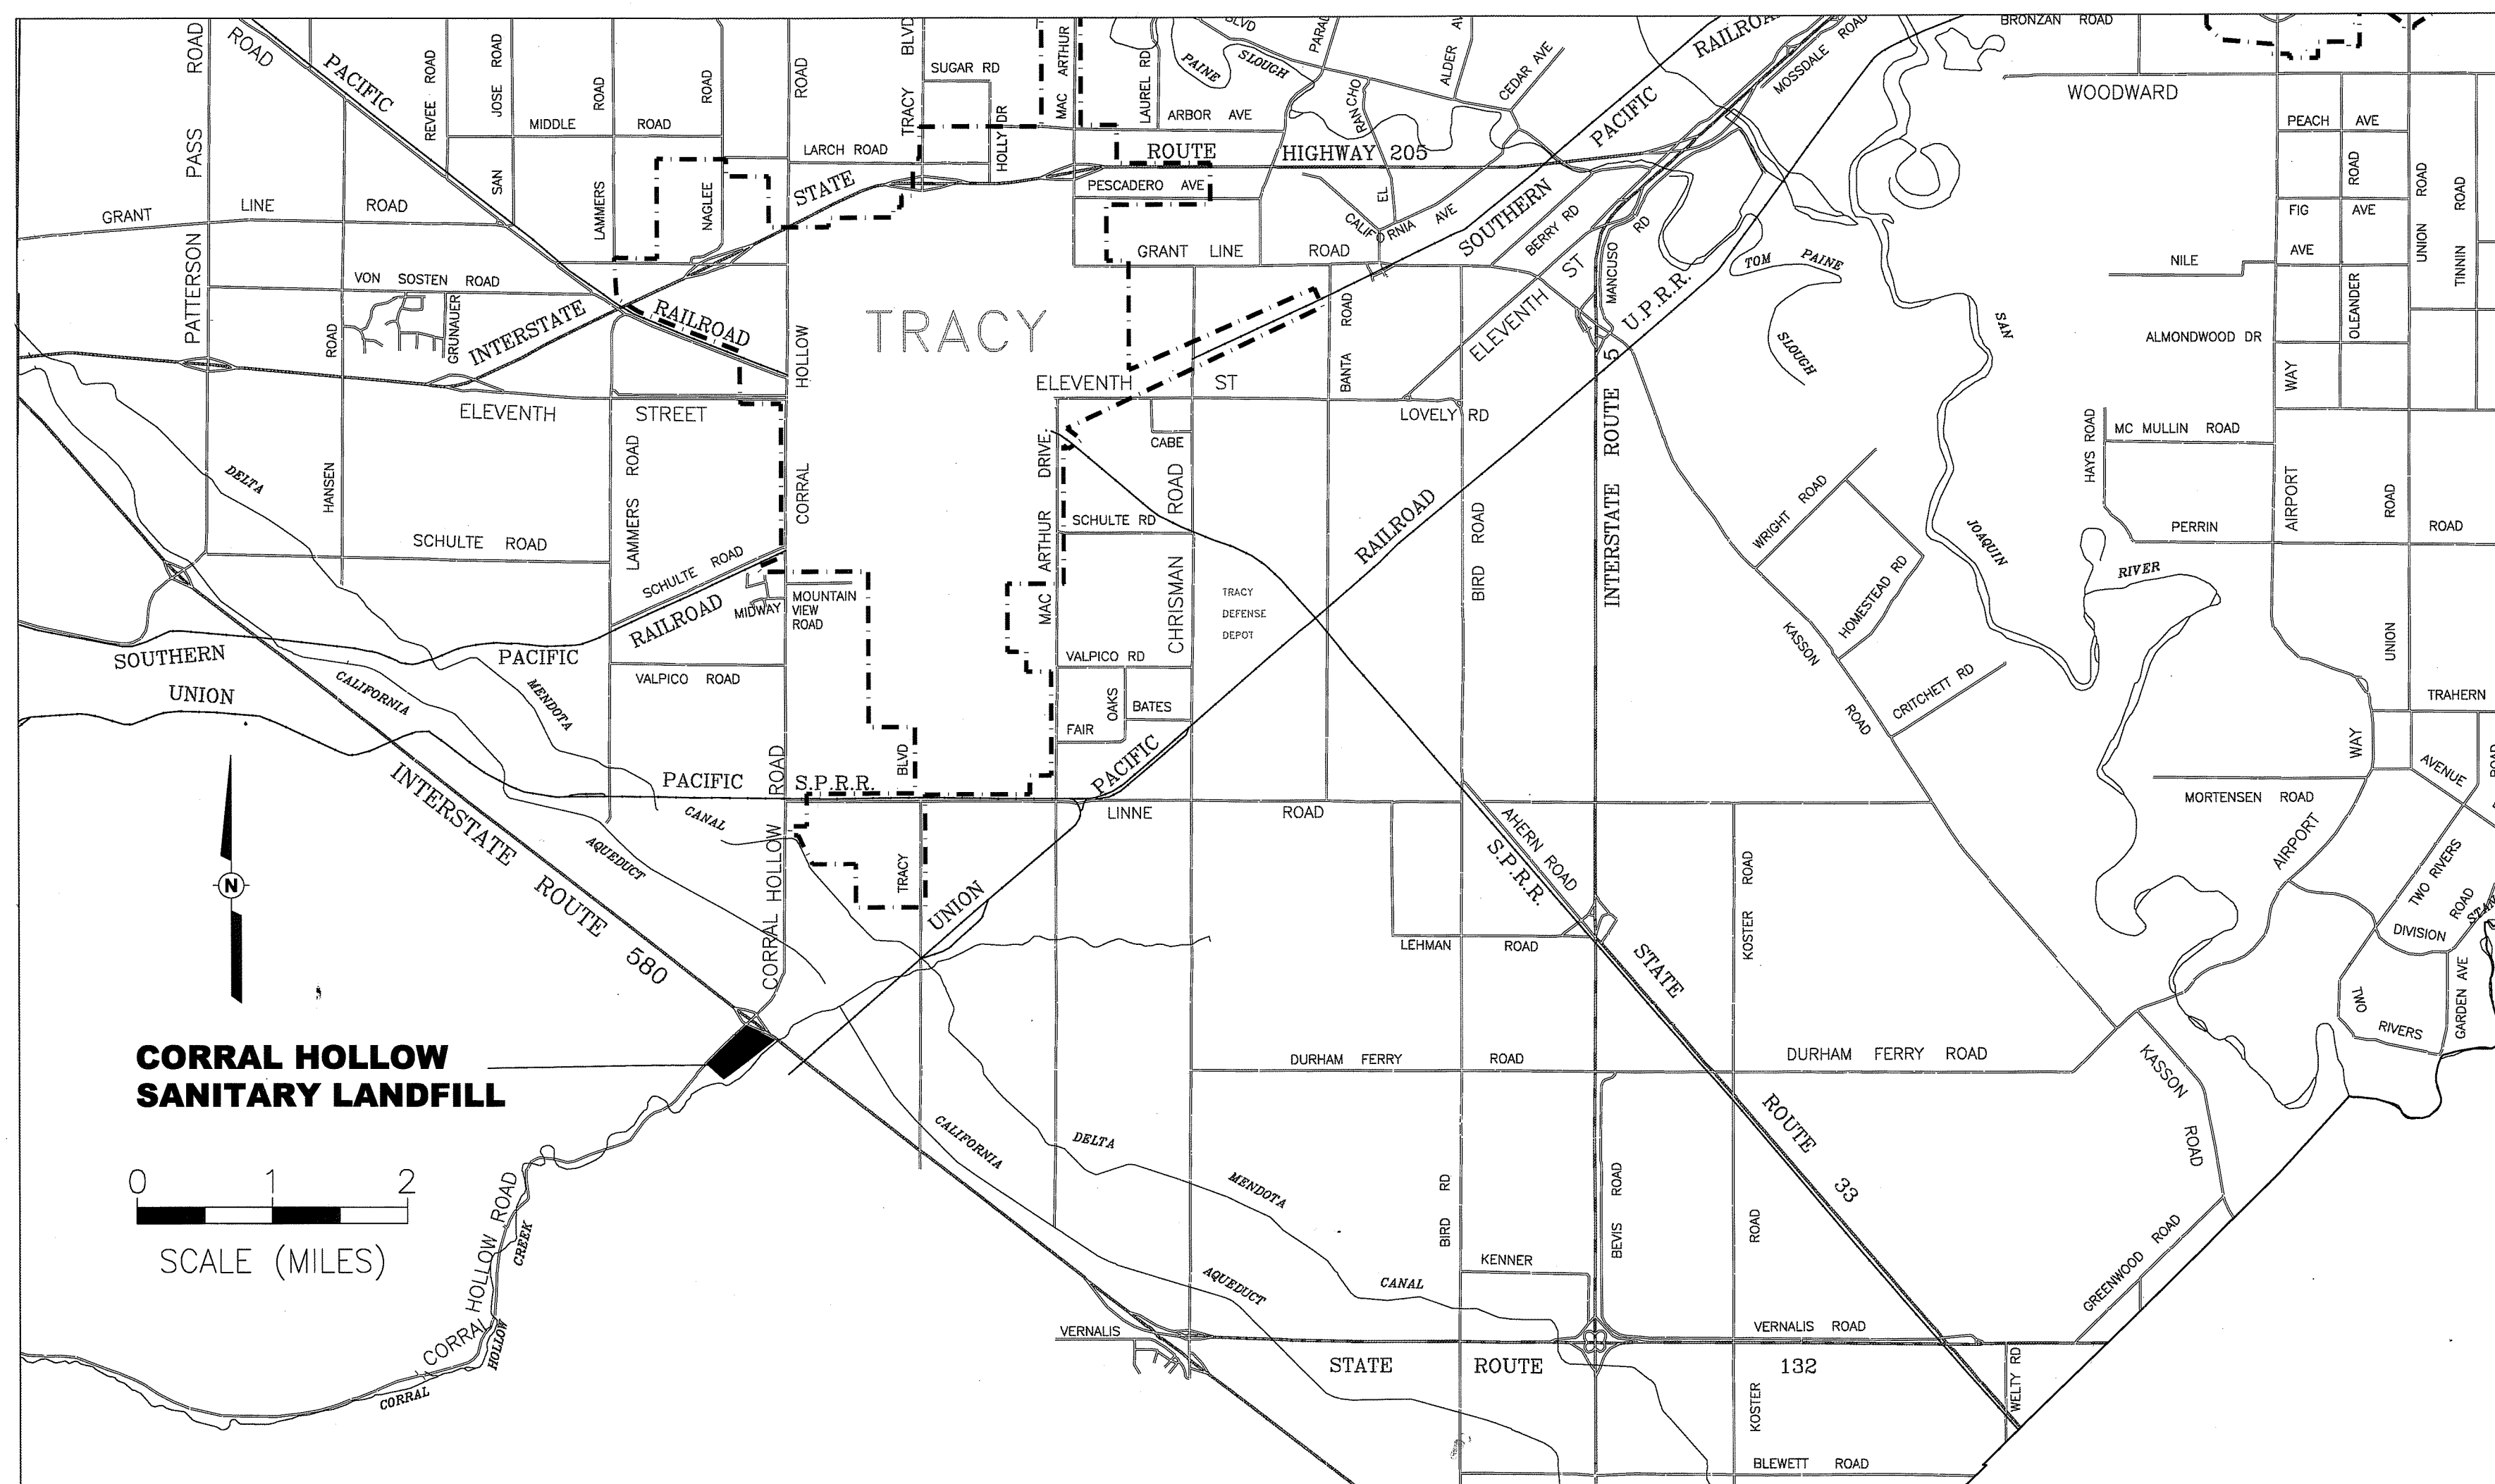 ROAD
PASS
PATTERSON
ROAD
PACIFIC
REVEE ROAD
SAN JOSE ROAD
LAMMERS ROAD
NAGLEE ROAD
ROAD
TRACY BLVD
SUGAR RD
HOLLY DR
MAC ARTHUR
LAUREL RD
PAINE SLOUGH
BLVD
ARBOR AVE
RANCHO
EL
ALDER AV
CEDAR AVE
RAILROAD
PACIFIC
SOUTHERN
MOSSDALE ROAD
BRONZAN ROAD
WOODWARD
PEACH AVE
ROAD
UNION ROAD
TINNIN ROAD
FIG AVE
AVE
NILE
OLEANDER
ALMONDWOOD DR
WAY
AIRPORT
MIDDLE ROAD
LARCH ROAD
STATE ROUTE HIGHWAY 205
PESCADERO AVE
CALIFORNIA AVE
BERRY RD
MANCUSO RD
GRANT LINE ROAD
GRANT LINE ROAD
VON SOSTEN ROAD
GRUNAUER
INTERSTATE
RAILROAD
HOLLOW
TRACY
TOM PAINE
SLOUGH
SAN
JOAQUIN
RIVER
BANTA ROAD
ELEVENTH ST
U.P.R.R.
ELEVENTH STREET
ELEVENTH ST
LOVELY RD
CABE
HAYS ROAD
MC MULLIN ROAD
PERRIN ROAD
UNION ROAD
DELTA
HANSEN ROAD
LAMMERS ROAD
CORRAL
SCHULTE ROAD
SCHULTE ROAD
SCHULTE RD
MAC ARTHUR DRIVE
CHRISMAN ROAD
TRACY
DEFENSE
DEPOT
RAILROAD
BIRD ROAD
INTERSTATE ROUTE 5
WRIGHT ROAD
HOMESTEAD RD
KASSON ROAD
CRITCHETT RD
MIDWAY
MOUNTAIN
VIEW
ROAD
SOUTHERN PACIFIC RAILROAD
UNION
CALIFORNIA
MENDOTA
VALPICO ROAD
VALPICO RD
FAIR OAKS
BATES
TRAHERN
AVENUE
ROAD
WAY
MORTENSEN ROAD
AIRPORT
TWO RIVERS ROAD
DIVISION
GARDEN AVE
TWO RIVERS
PACIFIC
S.P.R.R.
ROAD
BLVD
PACIFIC
LINNE ROAD
CANAL
AQUEDUCT
CORRAL HOLLOW
TRACY
UNION
INTERSTATE ROUTE 580
AHERN ROAD
S.P.R.R.
KOSTER ROAD
LEHMAN ROAD
STATE ROUTE 33
N
CORRAL HOLLOW
SANITARY LANDFILL
DURHAM FERRY ROAD
DURHAM FERRY ROAD
KASSON ROAD
GREENWOOD ROAD
0 1 2
SCALE (MILES)
CALIFORNIA
DELTA
MENDOTA
AQUEDUCT
CANAL
BIRD RD
BEVIS ROAD
KOSTER ROAD
KENNER
VERNALIS
VERNALIS ROAD
STATE ROUTE 132
WELTY RD
BLEWETT ROAD
CORRAL HOLLOW ROAD
CORRAL HOLLOW CREEK